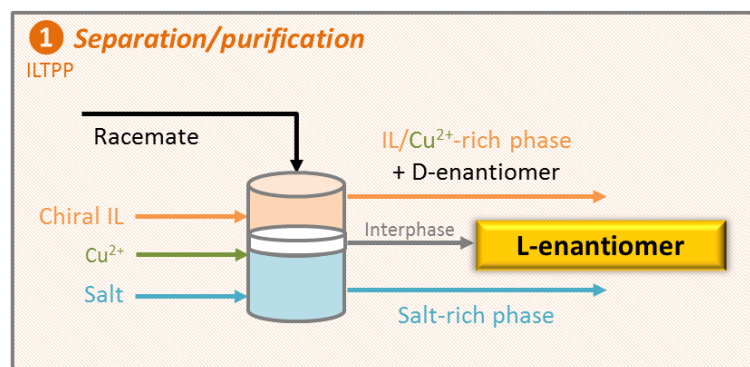 1 Separation/purification
ILTPP
Racemate
IL/Cu²⁺-rich phase
+ D-enantiomer
Chiral IL
Interphase
L-enantiomer
Cu²⁺
Salt
Salt-rich phase